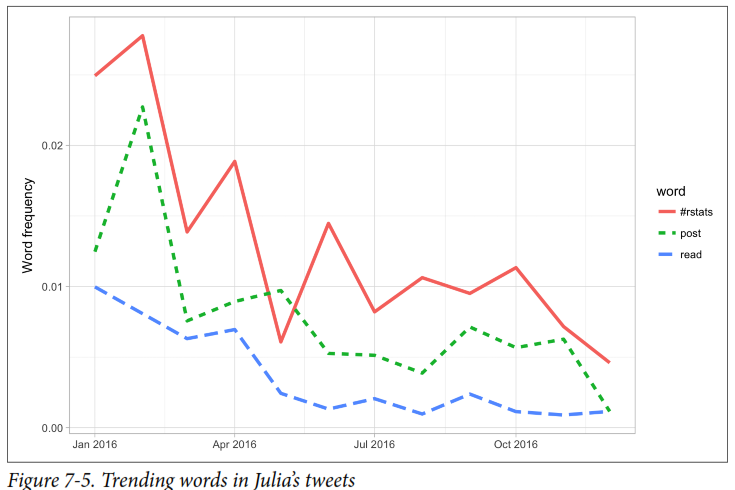 Word frequency
0.02
0.01
0.00
Jan 2016
Apr 2016
Jul 2016
Oct 2016
word
#rstats
post
read
Figure 7-5. Trending words in Julia's tweets